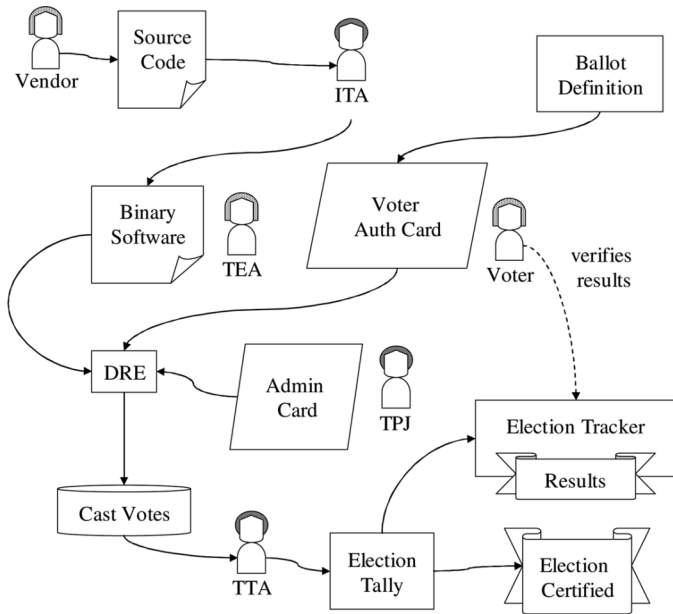 Vendor
Source
Code
ITA
Ballot
Definition
Binary
Software
TEA
Voter
Auth Card
Voter
verifies
results
DRE
Admin
Card
TPJ
Election Tracker
Results
Cast Votes
TTA
Election
Tally
Election
Certified